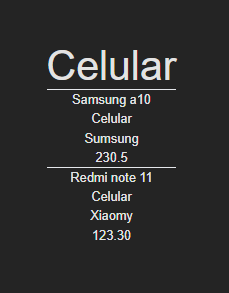 Celular
Samsung a10
Celular
Sumsung
230.5
Redmi note 11
Celular
Xiaomy
123.30